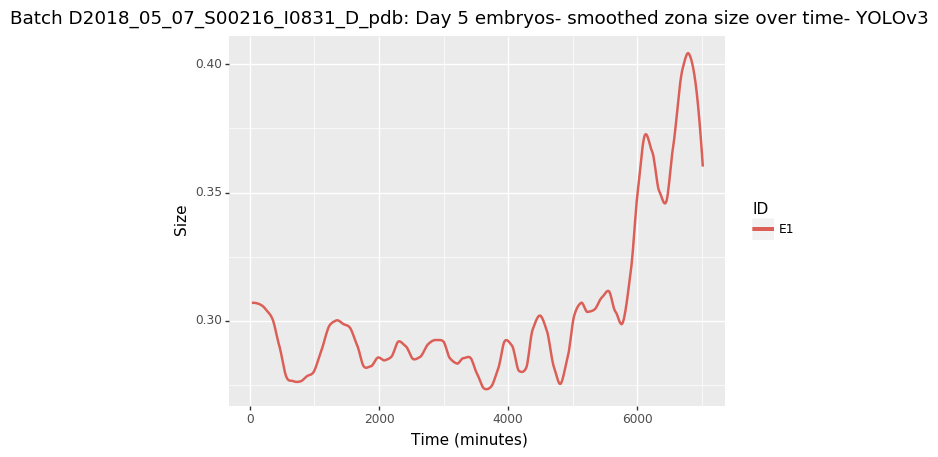 Batch D2018_05_07_S00216_I0831_D_pdb: Day 5 embryos- smoothed zona size over time- YOLOv3
0.40
0.35
0.30
Size
0
2000
4000
6000
Time (minutes)
ID
E1